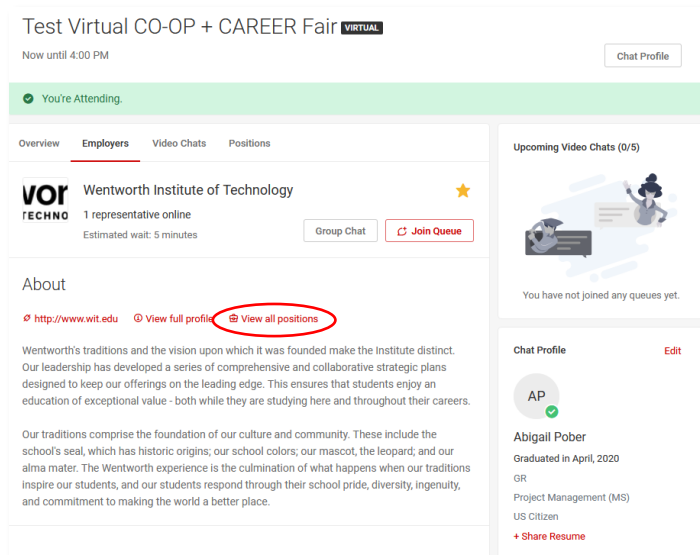 Test Virtual CO-OP + CAREER Fair VIRTUAL
Now until 4:00 PM
Chat Profile
You're Attending.
Overview Employers Video Chats Positions
WOr
TECHNO
Wentworth Institute of Technology
1 representative online
Estimated wait: 5 minutes
Group Chat
Join Queue
About
http://www.wit.edu View full profile View all positions
Wentworth's traditions and the vision upon which it was founded make the Institute distinct.
Our leadership has developed a series of comprehensive and collaborative strategic plans
designed to keep our offerings on the leading edge. This ensures that students enjoy an
education of exceptional value - both while they are studying here and throughout their careers.
Our traditions comprise the foundation of our culture and community. These include the
school's seal, which has historic origins; our school colors; our mascot, the leopard; and our
alma mater. The Wentworth experience is the culmination of what happens when our traditions
inspire our students, and our students respond through their school pride, diversity, ingenuity,
and commitment to making the world a better place.
Upcoming Video Chats (0/5)
You have not joined any queues yet.
Chat Profile Edit
AP
Abigail Pober
Graduated in April, 2020
GR
Project Management (MS)
US Citizen
+ Share Resume